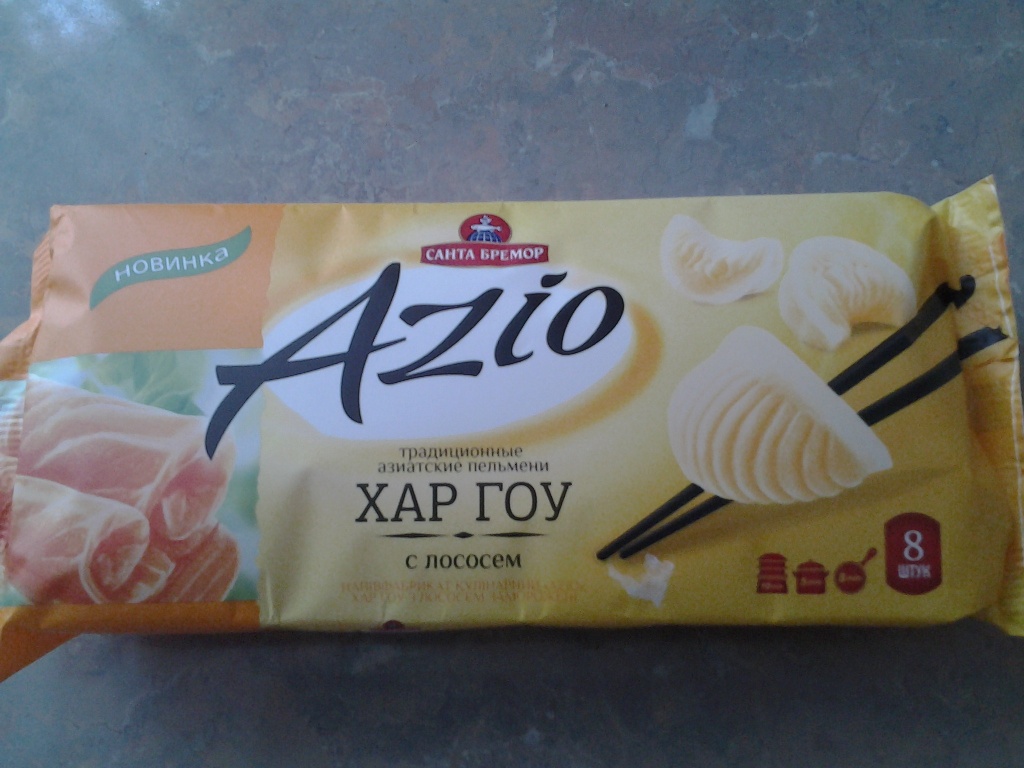 НОВИНКА
САНТА БРЕМОР
Azio
традиционные
азиатские пельмени
ХАР ГОУ
с лососем
8
ШТУК